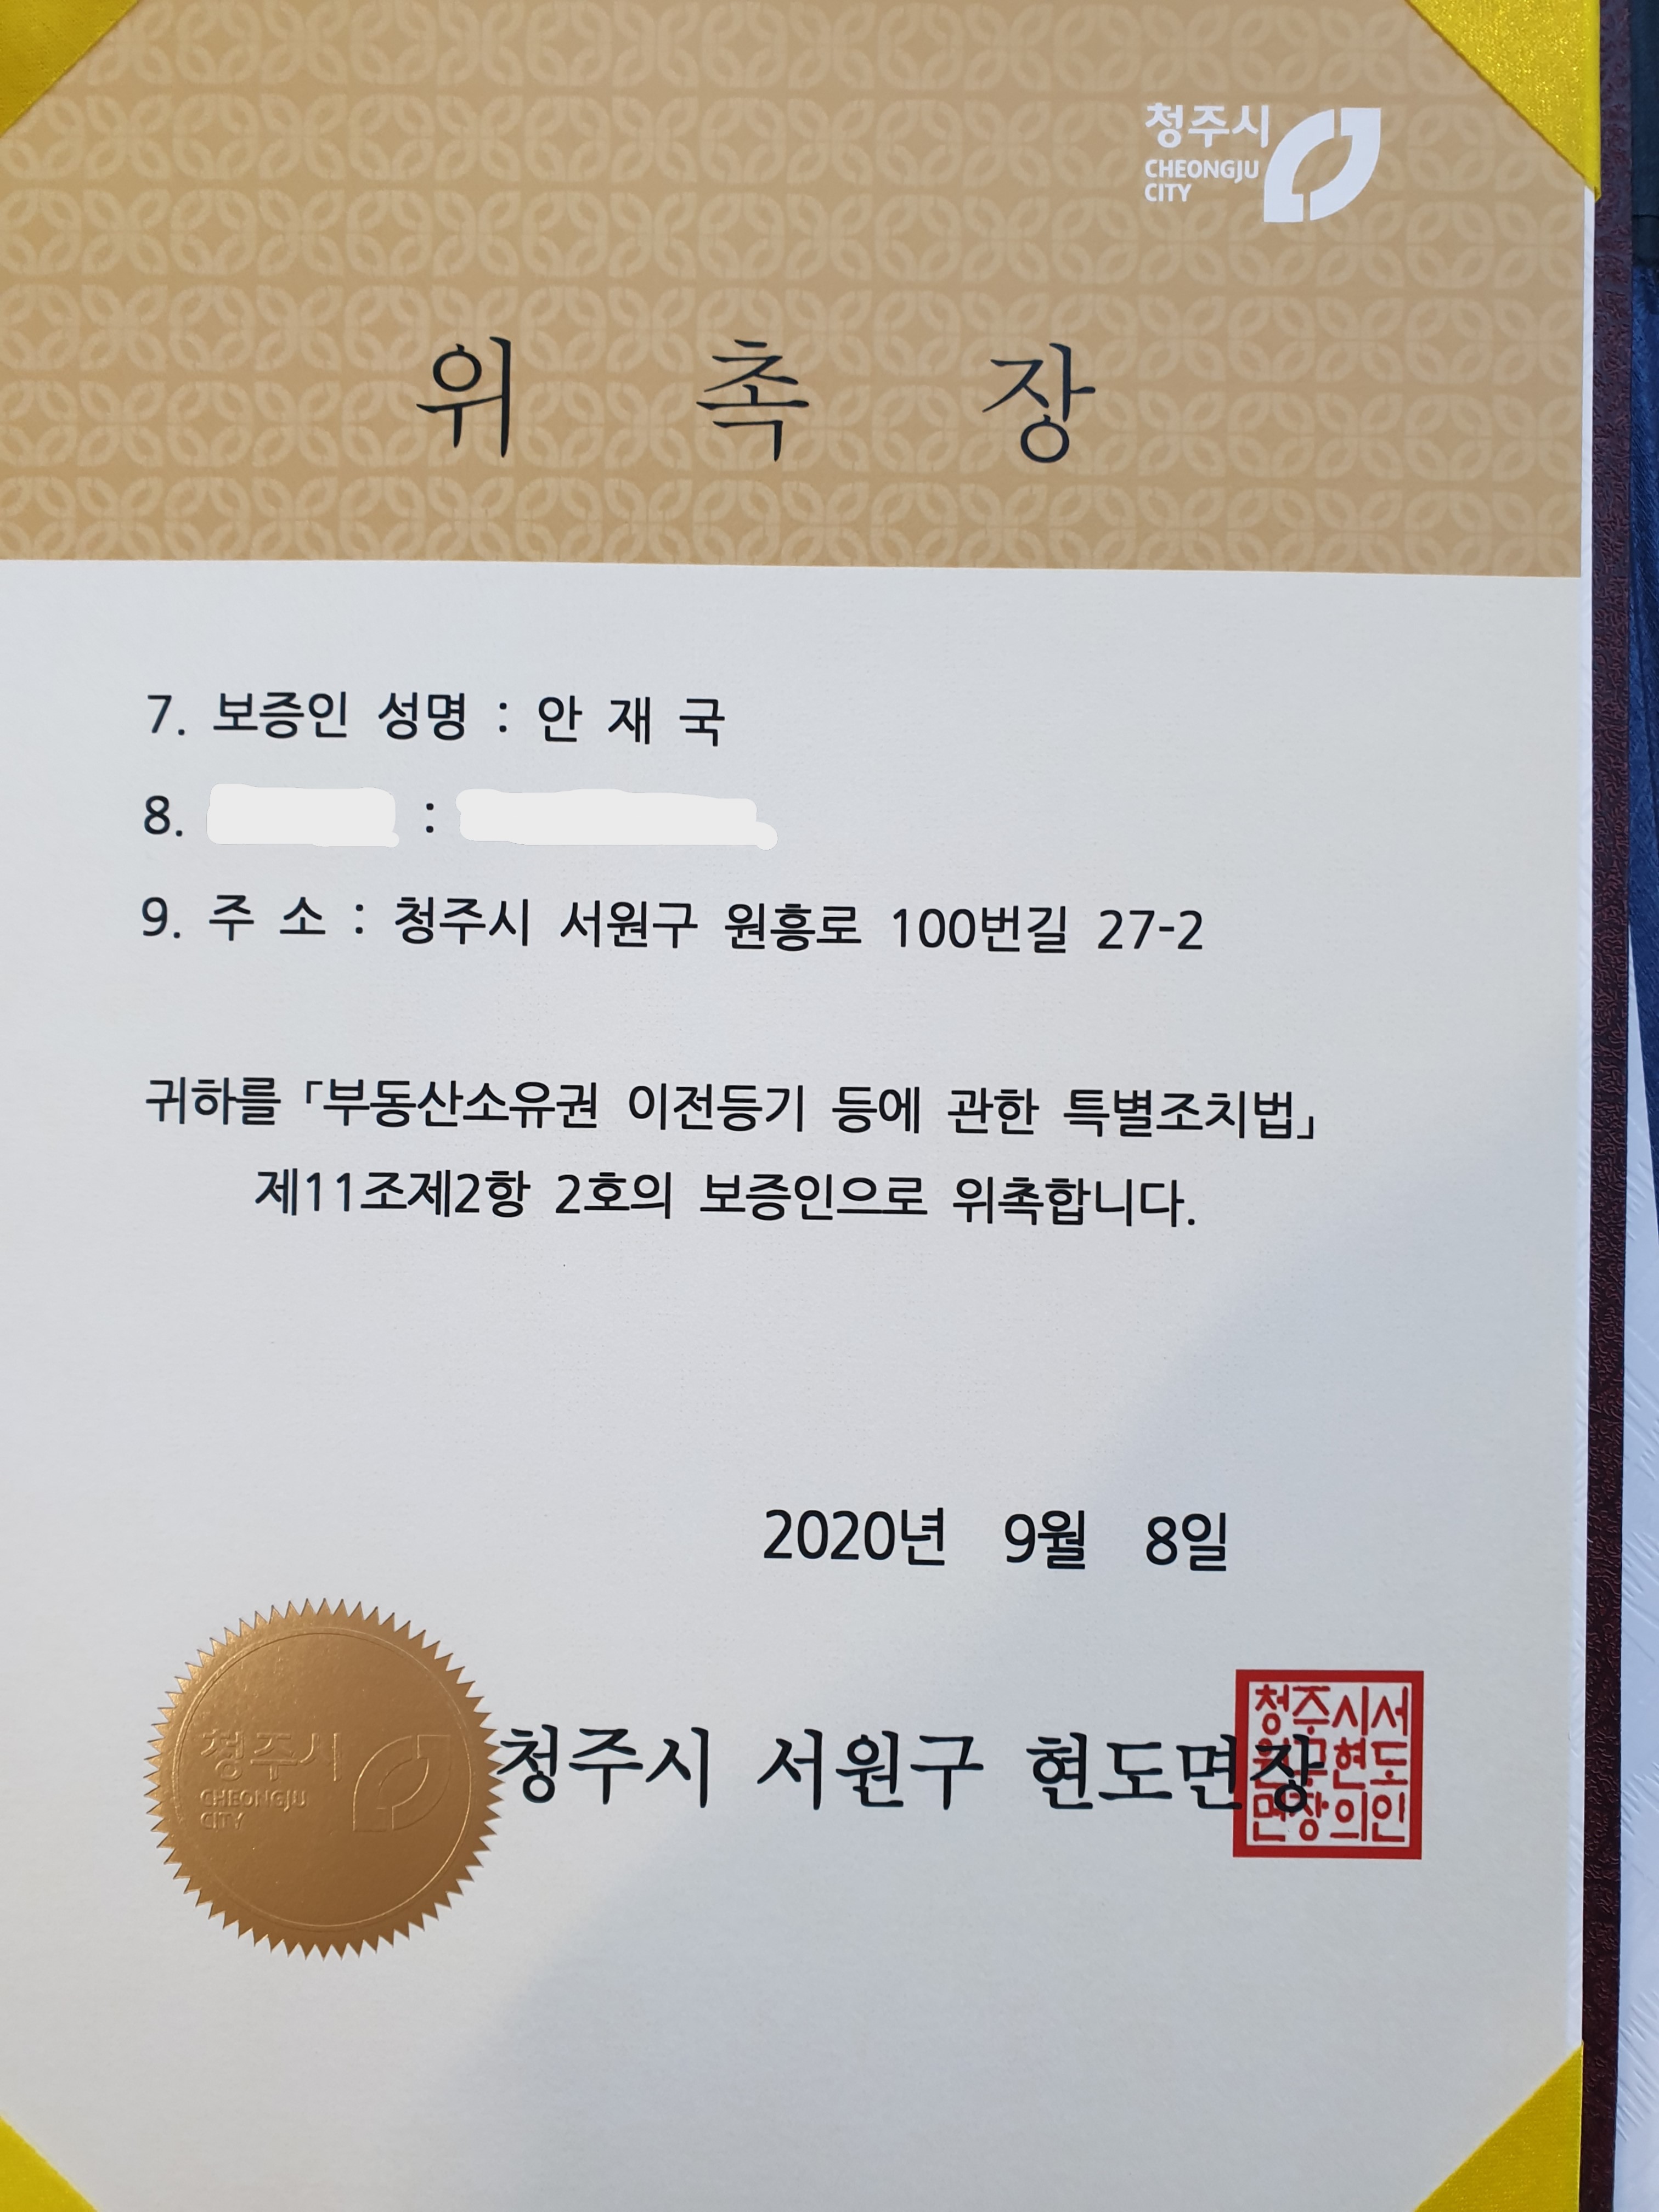 청주시
CHEONGJU
CITY
위 촉 장
7. 보증인 성명 : 안 재 국
8. :
9. 주 소 : 청주시 서원구 원흥로 100번길 27-2
귀하를 「부동산소유권 이전등기 등에 관한 특별조치법」
제11조제2항 2호의 보증인으로 위촉합니다.
2020년 9월 8일
청주시
CHEONGJU
CITY
청주시 서원구 현도면장
청주시서
현도
면장의인